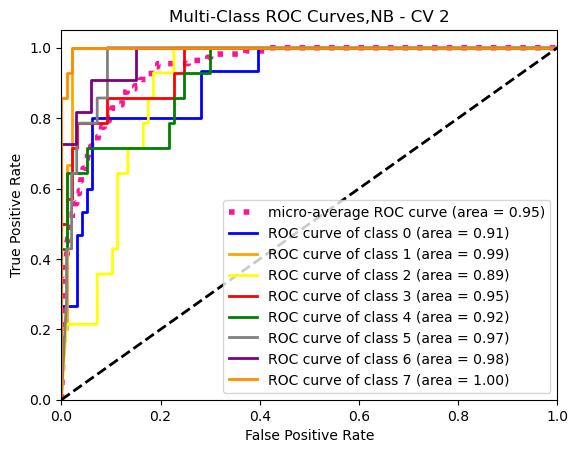 Multi-Class ROC Curves,NB - CV 2
True Positive Rate
1.0
0.8
0.6
0.4
0.2
0.0
micro-average ROC curve (area = 0.95)
ROC curve of class 0 (area = 0.91)
ROC curve of class 1 (area = 0.99)
ROC curve of class 2 (area = 0.89)
ROC curve of class 3 (area = 0.95)
ROC curve of class 4 (area = 0.92)
ROC curve of class 5 (area = 0.97)
ROC curve of class 6 (area = 0.98)
ROC curve of class 7 (area = 1.00)
0.0 0.2 0.4 0.6 0.8 1.0
False Positive Rate